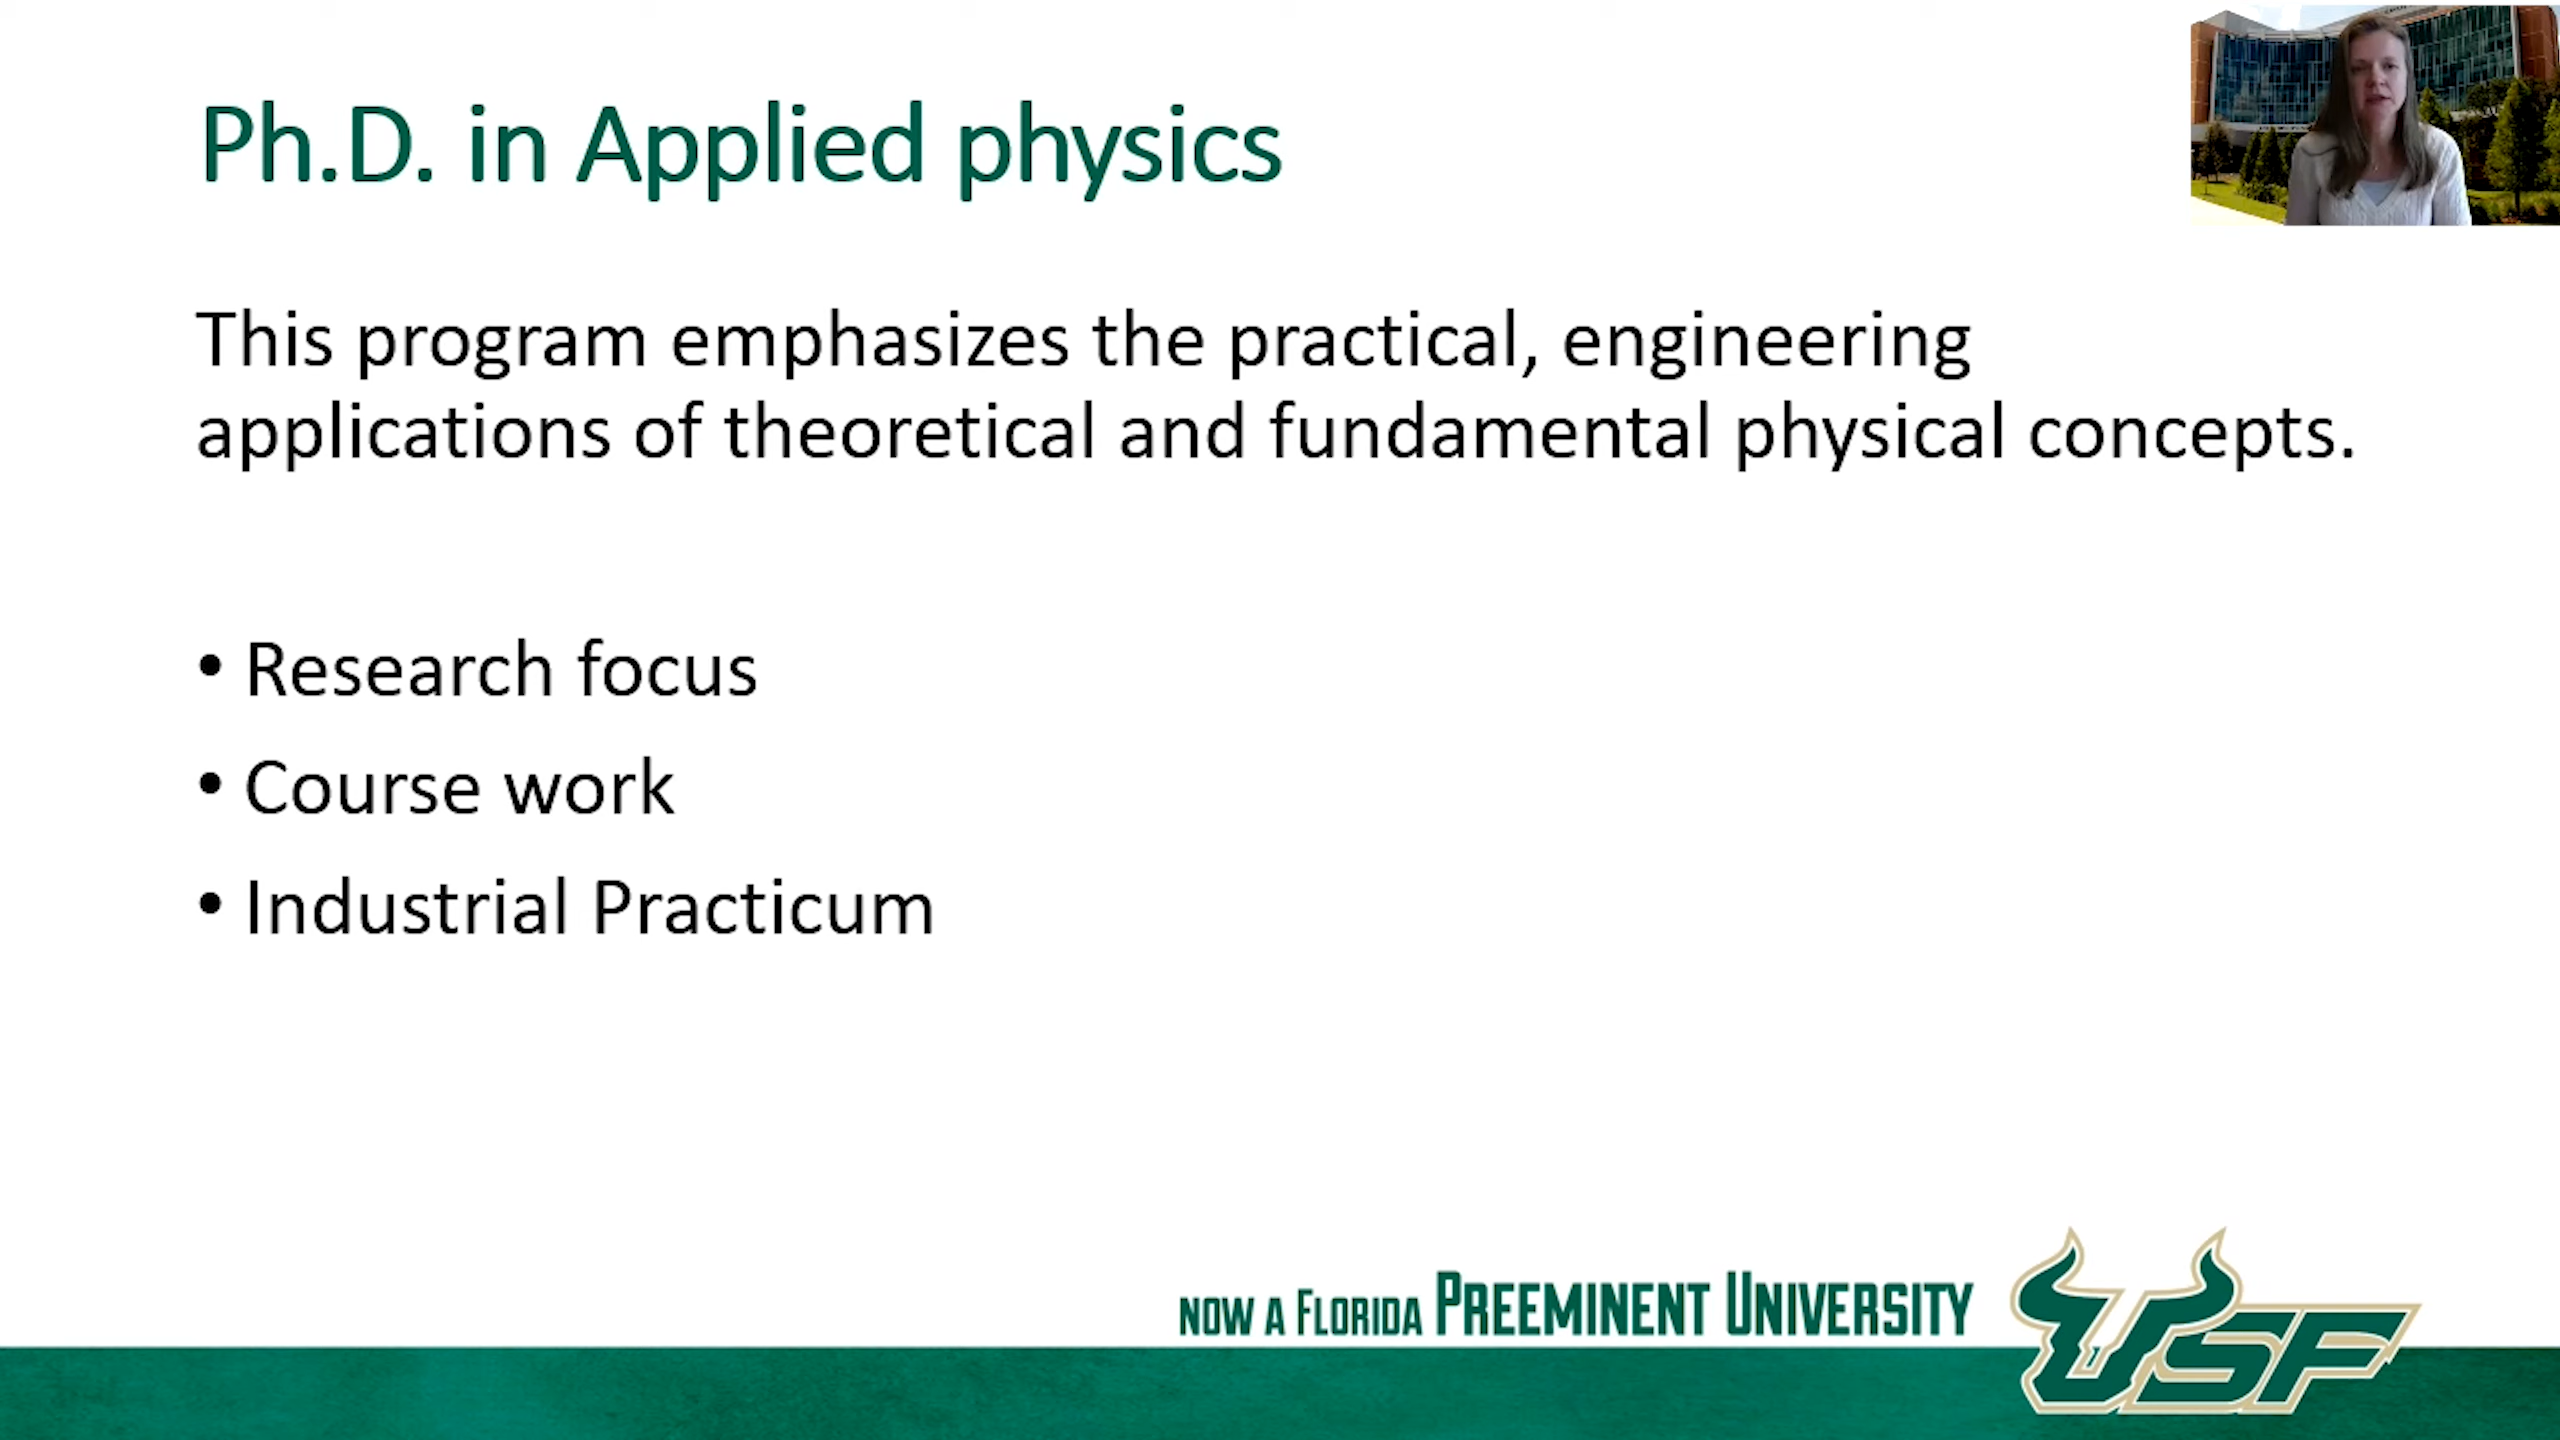 Ph.D. in Applied physics
This program emphasizes the practical, engineering
applications of theoretical and fundamental physical concepts.
• Research focus
• Course work
• Industrial Practicum
NOW A FLORIDA PREEMINENT UNIVERSITY
USF